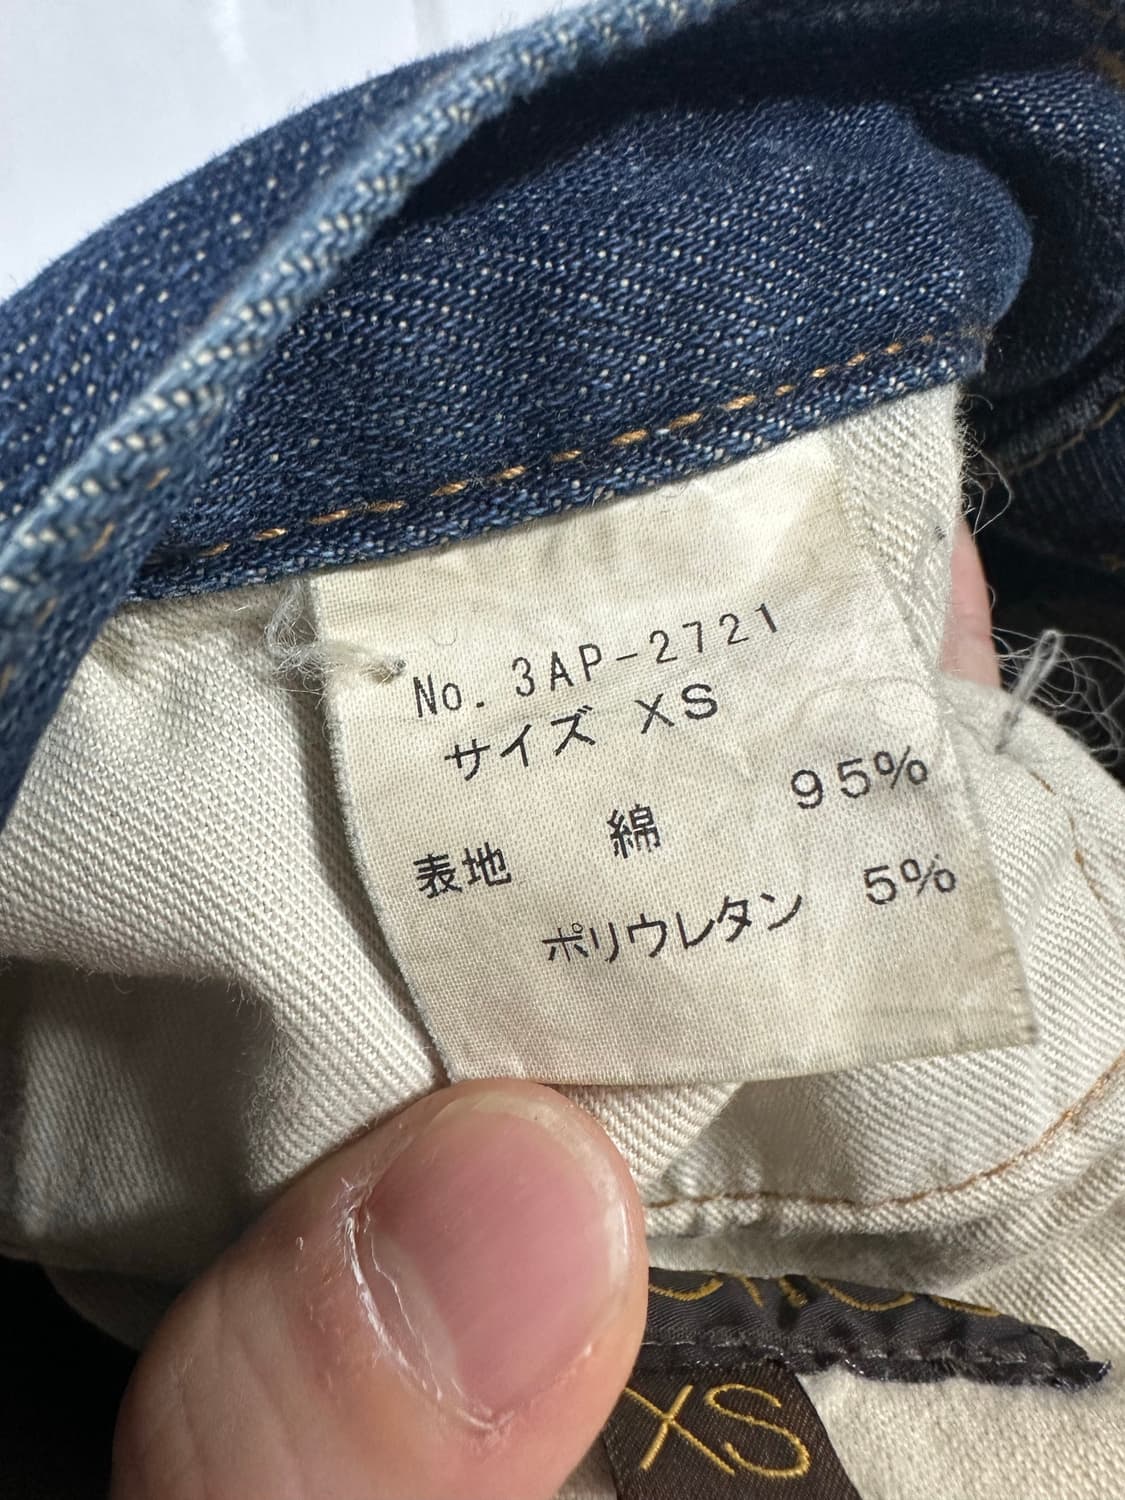 No. 3AP-2721
サイズ XS
表地 綿 95%
ポリウレタン 5%
XS